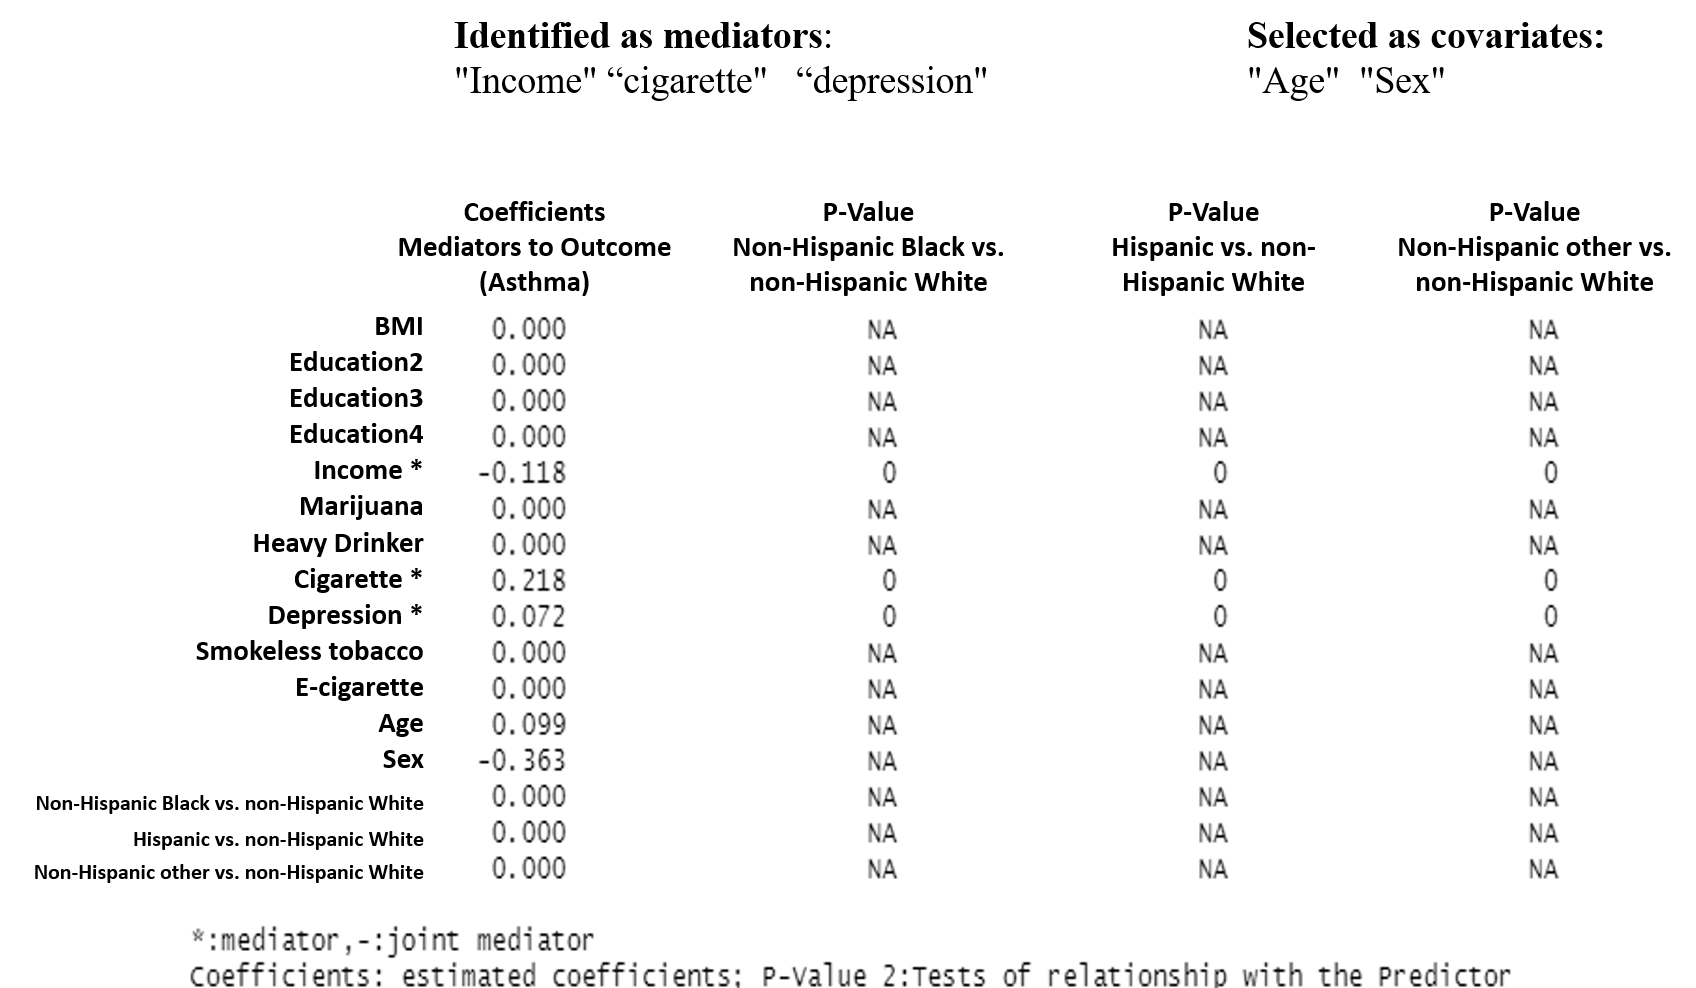 Identified as mediators: Selected as covariates:
"Income" “cigarette" “depression" "Age" "Sex"
Coefficients P-Value P-Value P-Value
Mediators to Outcome Non-Hispanic Black vs. Hispanic vs. non- Non-Hispanic other vs.
(Asthma) non-Hispanic White Hispanic White non-Hispanic White
BMI 0.000 NA NA NA
Education2 0.000 NA NA NA
Education3 0.000 NA NA NA
Education4 0.000 NA NA NA
Income * -0.118 0 0 0
Marijuana 0.000 NA NA NA
Heavy Drinker 0.000 NA NA NA
Cigarette * 0.218 0 0 0
Depression * 0.072 0 0 0
Smokeless tobacco 0.000 NA NA NA
E-cigarette 0.000 NA NA NA
Age 0.099 NA NA NA
Sex -0.363 NA NA NA
Non-Hispanic Black vs. non-Hispanic White 0.000 NA NA NA
Hispanic vs. non-Hispanic White 0.000 NA NA NA
Non-Hispanic other vs. non-Hispanic White 0.000 NA NA NA
*:mediator,-:joint mediator
Coefficients: estimated coefficients; P-Value 2:Tests of relationship with the Predictor